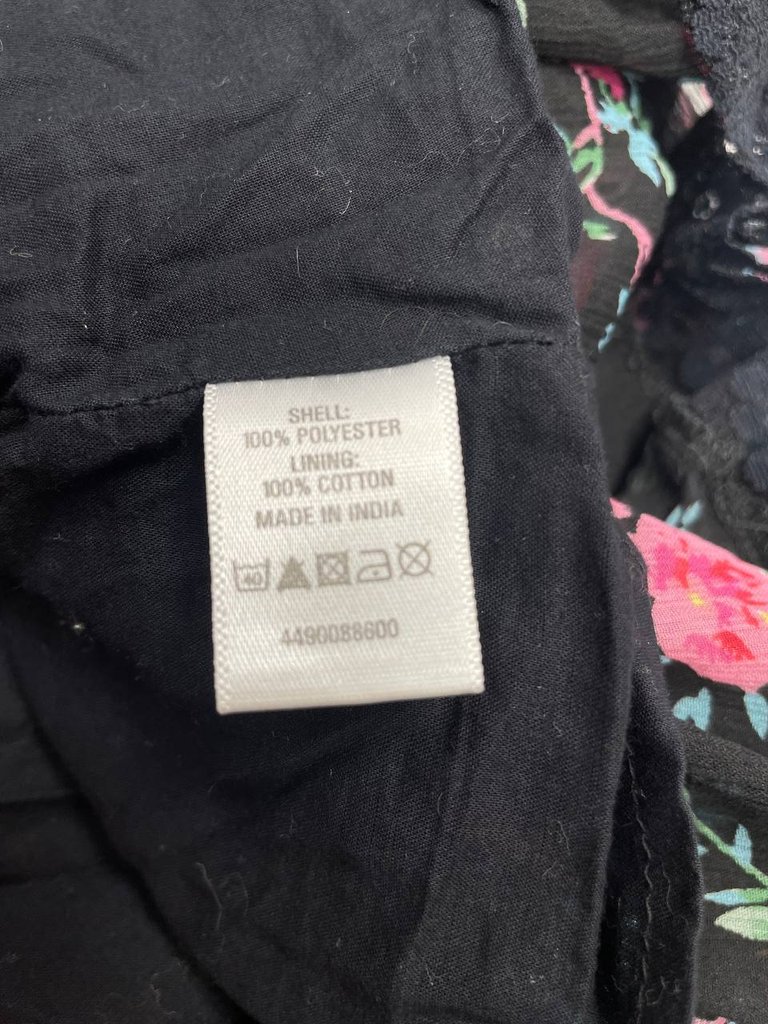 SHELL:
100% POLYESTER
LINING:
100% COTTON
MADE IN INDIA
40
4490088600